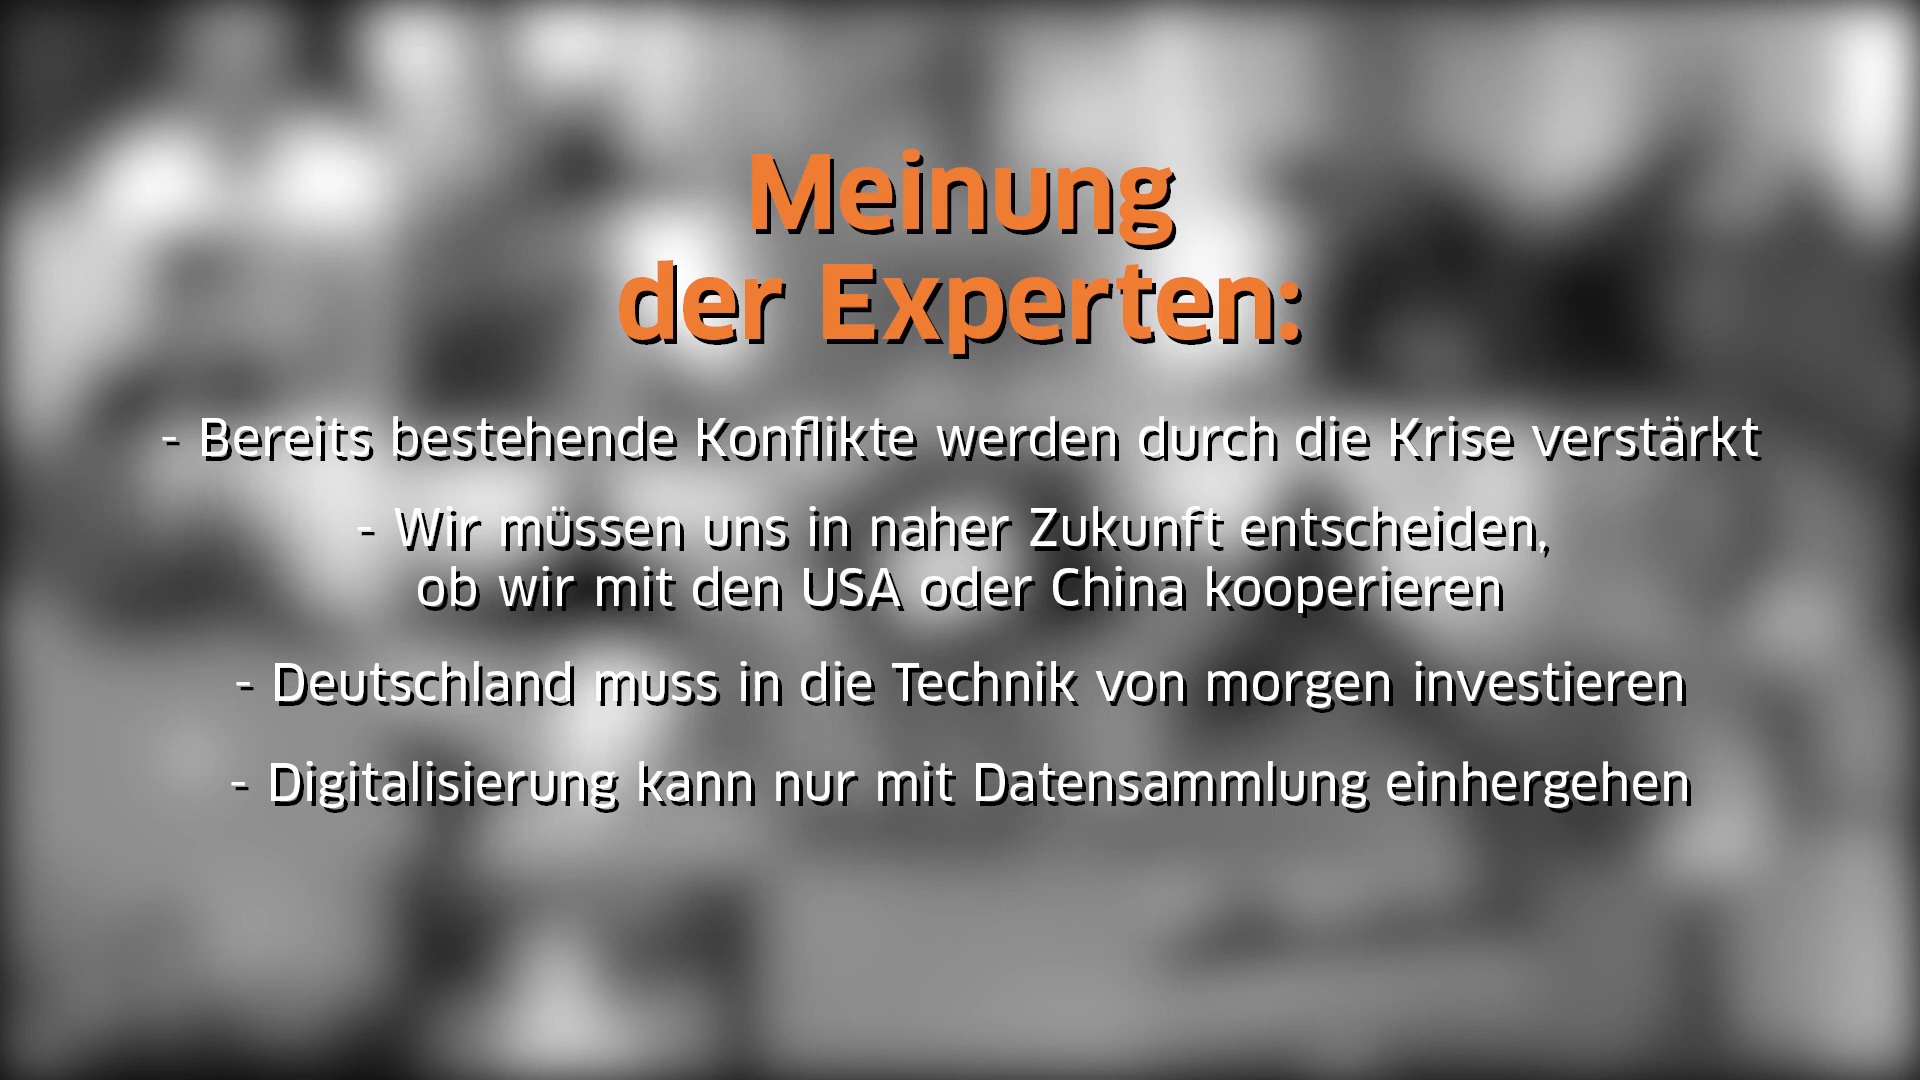 Meinung
der Experten:
- Bereits bestehende Konflikte werden durch die Krise verstärkt
- Wir müssen uns in naher Zukunft entscheiden,
ob wir mit den USA oder China kooperieren
- Deutschland muss in die Technik von morgen investieren
- Digitalisierung kann nur mit Datensammlung einhergehen